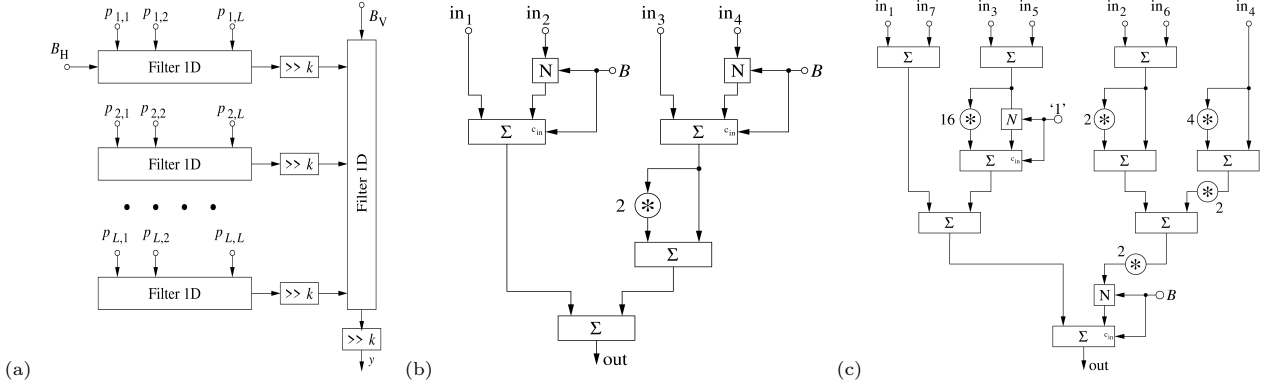 p1,1 p1,2 p1,L
BH
BV
Filter 1D
>> k
p2,1 p2,2 p2,L
Filter 1D
>> k
Filter 1D
• • • •
pL,1 pL,2 pL,L
Filter 1D
>> k
>> k
y
(a)
in1 in2 in3 in4
N B N B
Σ cin Σ cin
2 *
Σ
Σ
out
(b)
in1 in7 in3 in5 in2 in6 in4
Σ Σ Σ
16 * N '1' 2 * 4 *
Σ cin Σ Σ
* 2
Σ Σ
2 *
N B
Σ cin
out
(c)